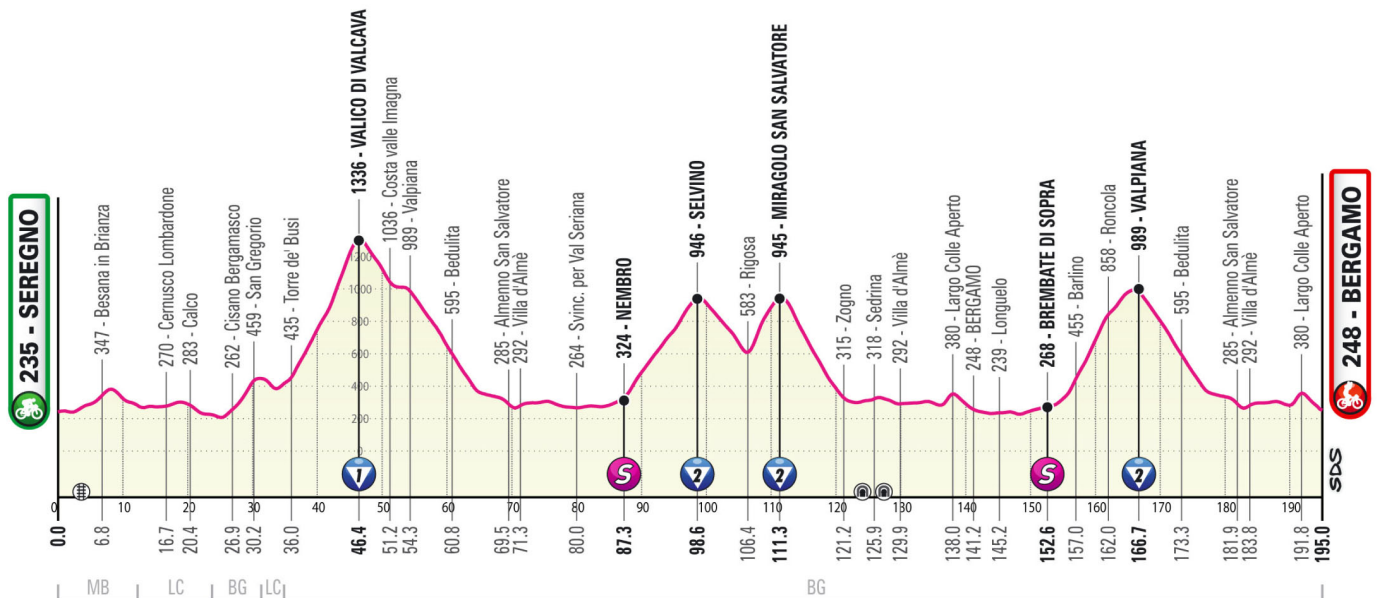 235 - SEREGNO
347 - Besana in Brianza
270 - Cernusco Lombardone
283 - Calco
262 - Cisano Bergamasco
459 - San Gregorio
435 - Torre de' Busi
1336 - VALICO DI VALCAVA
1036 - Costa valle Imagna
989 - Valpiana
595 - Bedulita
285 - Almenno San Salvatore
292 - Villa d'Almè
264 - Svinc. per Val Seriana
324 - NEMBRO
946 - SELVINO
583 - Rigosa
945 - MIRAGOLO SAN SALVATORE
315 - Zogno
318 - Sedrina
292 - Villa d'Almè
380 - Largo Colle Aperto
248 - BERGAMO
239 - Longuelo
268 - BREMBATE DI SOPRA
455 - Barlino
858 - Roncola
989 - VALPIANA
595 - Bedulita
285 - Almenno San Salvatore
292 - Villa d'Almè
380 - Largo Colle Aperto
248 - BERGAMO
1200
1000
800
600
400
200
0
1
S
2
2
S
2
SDS
0 10 20 30 40 50 60 70 80 90 100 110 120 130 140 150 160 170 180 190
0.0 6.8 16.7 20.4 26.9 30.2 36.0 46.4 51.2 54.3 60.8 69.5 71.3 80.0 87.3 98.6 106.4 111.3 121.2 125.9 129.9 138.0 141.2 145.2 152.6 157.0 162.0 166.7 173.3 181.9 183.8 191.8 195.0
MB LC BG LC BG